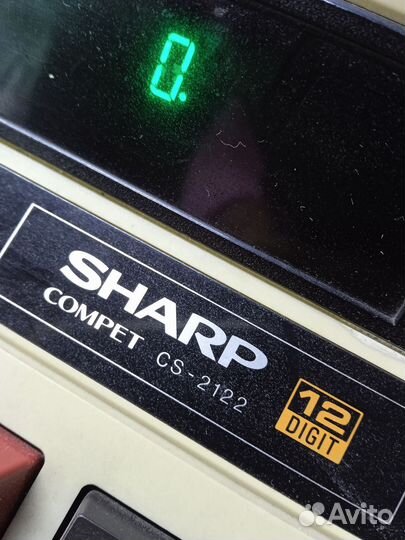 0.
SHARP
COMPET CS-2122
12
DIGIT
Avito